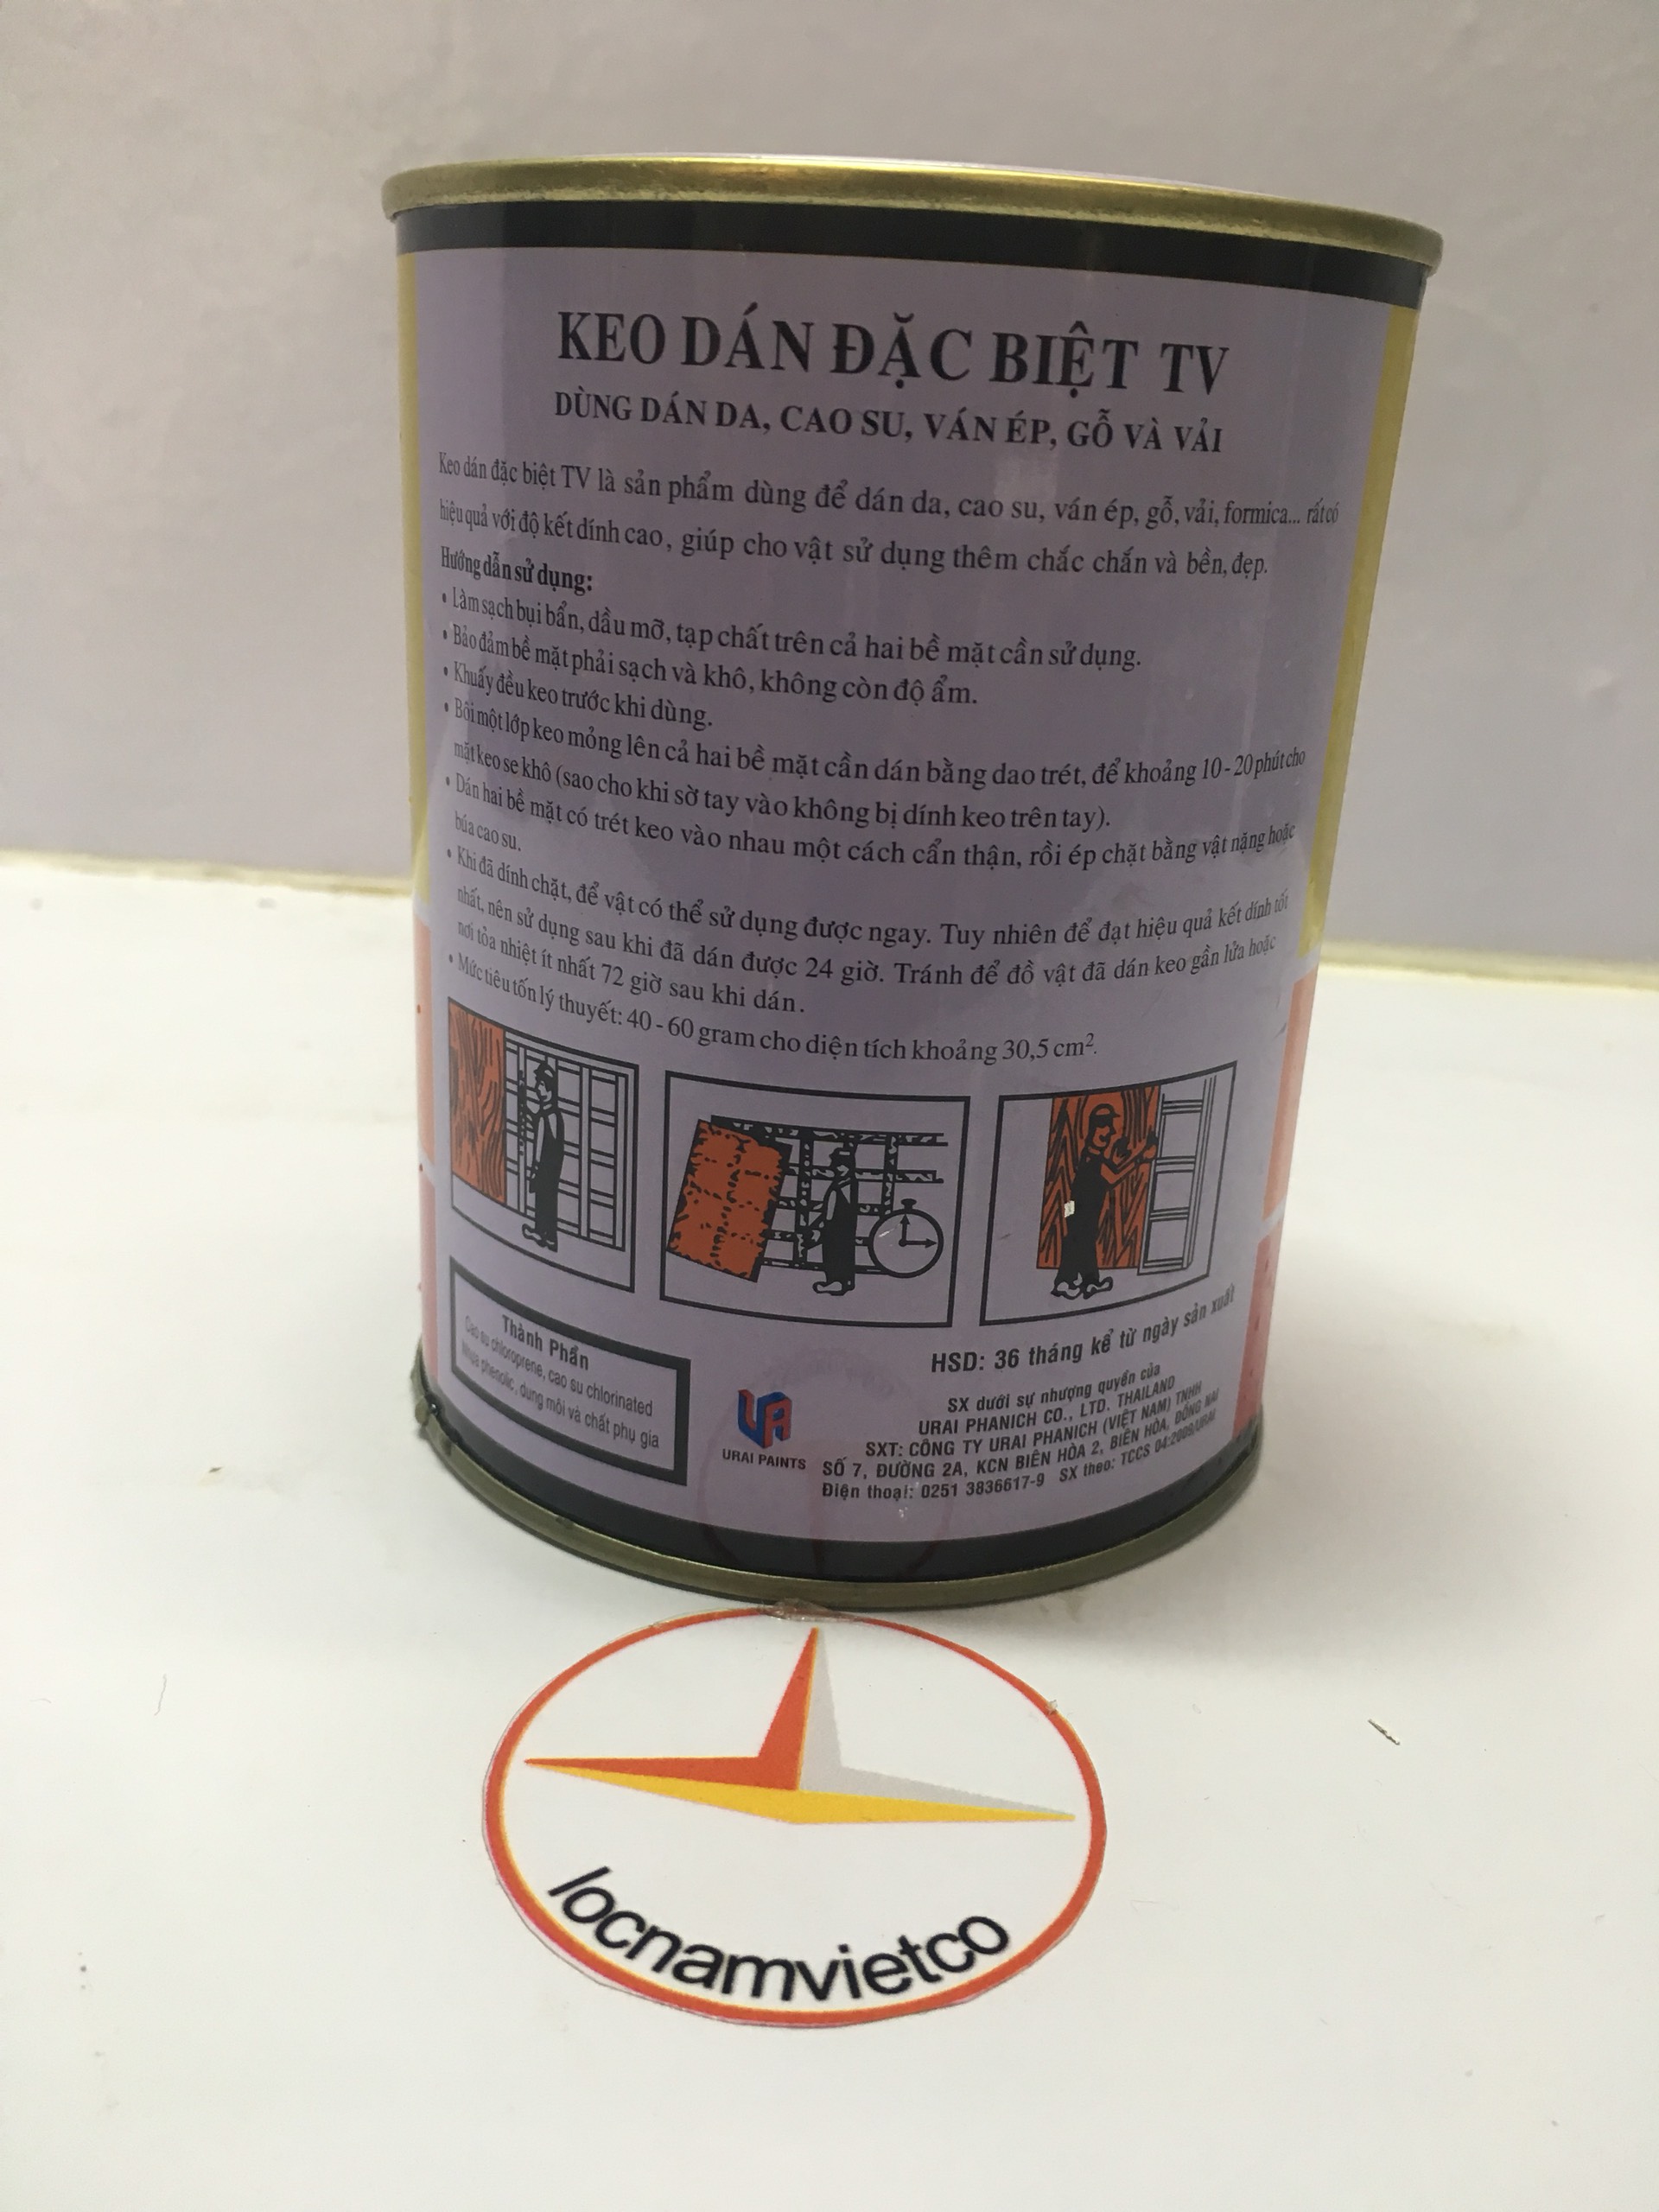 KEO DÁN ĐẶC BIỆT TV
DÙNG DÁN DA, CAO SU, VÁN ÉP, GỖ VÀ VẢI
Keo dán đặc biệt TV là sản phẩm dùng để dán da, cao su, ván ép, gỗ, vải, formica... rất có
hiệu quả với độ kết dính cao, giúp cho vật sử dụng thêm chắc chắn và bền, đẹp.
Hướng dẫn sử dụng:
• Làm sạch bụi bẩn, dầu mỡ, tạp chất trên cả hai bề mặt cần sử dụng.
• Bảo đảm bề mặt phải sạch và khô, không còn độ ẩm.
• Khuấy đều keo trước khi dùng.
• Bôi một lớp keo mỏng lên cả hai bề mặt cần dán bằng dao trét, để khoảng 10 - 20 phút cho
mặt keo se khô (sao cho khi sờ tay vào không bị dính keo trên tay).
• Dán hai bề mặt có trét keo vào nhau một cách cẩn thận, rồi ép chặt bằng vật nặng hoặc
búa cao su.
• Khi đã dính chặt, để vật có thể sử dụng được ngay. Tuy nhiên để đạt hiệu quả kết dính tốt
nhất, nên sử dụng sau khi đã dán được 24 giờ. Tránh để đồ vật đã dán keo gần lửa hoặc
nơi tỏa nhiệt ít nhất 72 giờ sau khi dán.
• Mức tiêu tốn lý thuyết: 40 - 60 gram cho diện tích khoảng 30,5 cm².
Thành Phần
Cao su chloroprene, cao su chlorinated
Nhựa phenolic, dung môi và chất phụ gia
UA
URAI PAINTS
HSD: 36 tháng kể từ ngày sản xuất
SX dưới sự nhượng quyền của
URAI PHANICH CO., LTD. THAILAND
SXT: CÔNG TY URAI PHANICH (VIỆT NAM) TNHH
SỐ 7, ĐƯỜNG 2A, KCN BIÊN HÒA 2, BIÊN HÒA, ĐỒNG NAI
Điện thoại: 0251 3836617-9 SX theo: TCCS 04:2009/URAI
locnamvietco